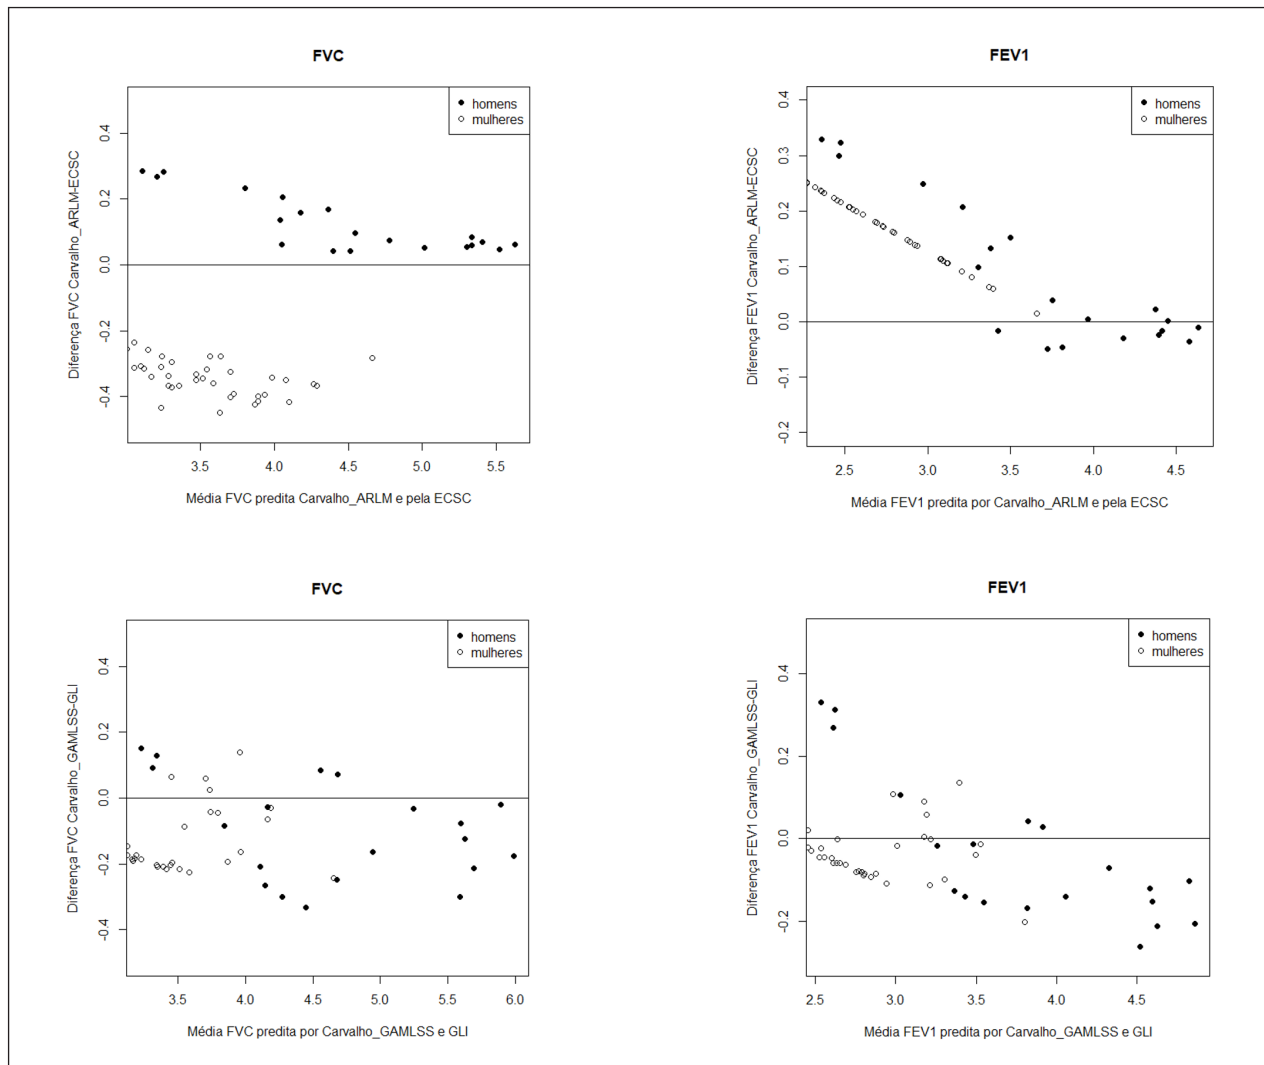 FVC
homens
mulheres
Diferença FVC Carvalho_ARLM-ECSC
0.4
0.2
0.0
-0.2
-0.4
3.5 4.0 4.5 5.0 5.5
Média FVC predita Carvalho_ARLM e pela ECSC
FEV1
homens
mulheres
Diferença FEV1 Carvalho_ARLM-ECSC
0.4
0.3
0.2
0.1
0.0
-0.1
-0.2
2.5 3.0 3.5 4.0 4.5
Média FEV1 predita por Carvalho_ARLM e pela ECSC
FVC
homens
mulheres
Diferença FVC Carvalho_GAMLSS-GLI
0.4
0.2
0.0
-0.2
-0.4
3.5 4.0 4.5 5.0 5.5 6.0
Média FVC predita por Carvalho_GAMLSS e GLI
FEV1
homens
mulheres
Diferença FEV1 Carvalho_GAMLSS-GLI
0.4
0.2
0.0
-0.2
2.5 3.0 3.5 4.0 4.5
Média FEV1 predita por Carvalho_GAMLSS e GLI